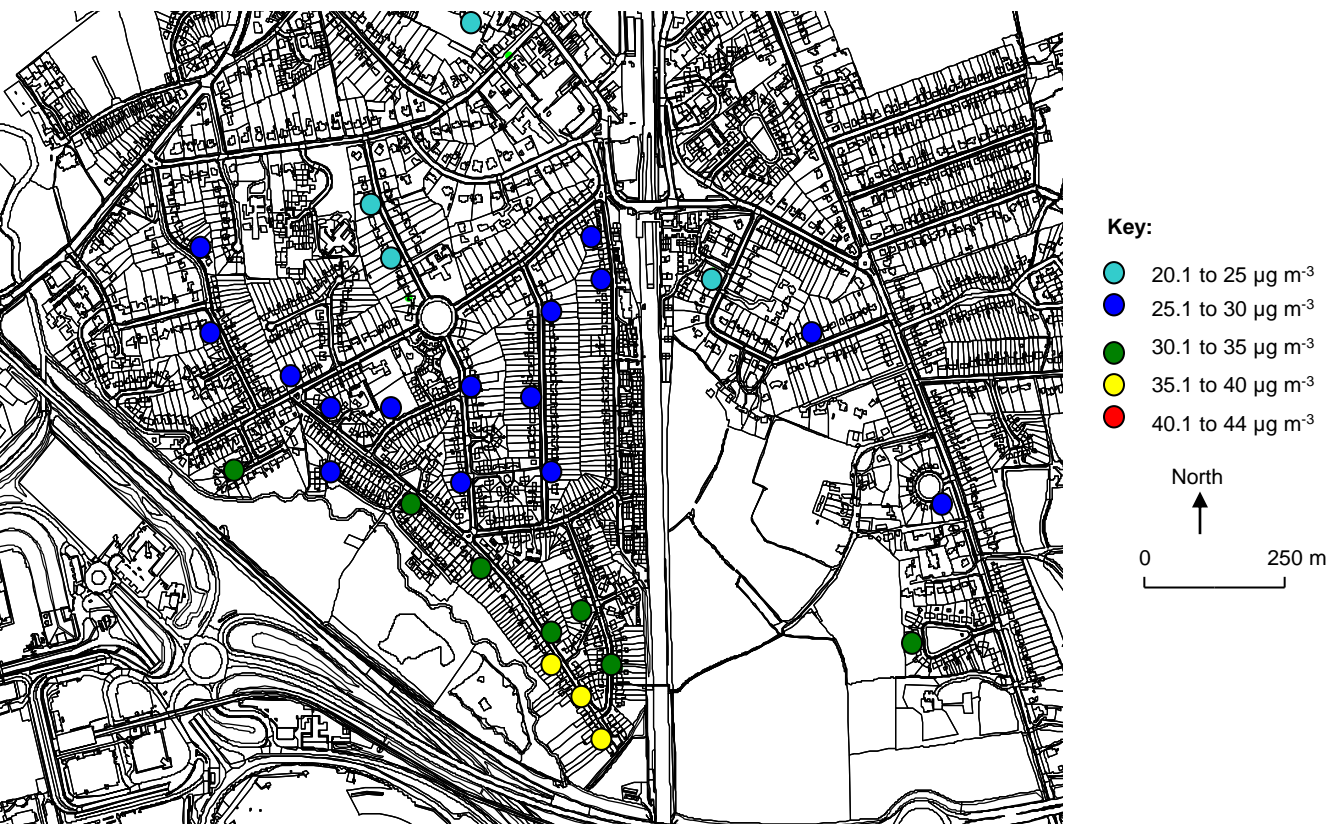 Key:
20.1 to 25 µg m-3
25.1 to 30 µg m-3
30.1 to 35 µg m-3
35.1 to 40 µg m-3
40.1 to 44 µg m-3
North
0 250 m